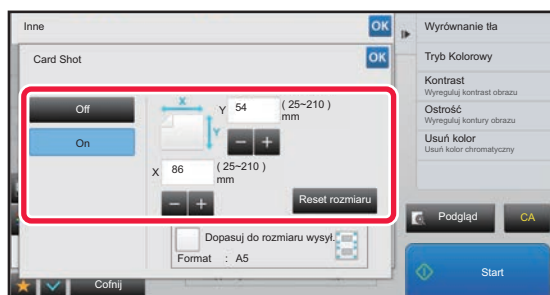 Inne
OK
Card Shot
OK
Off
On
X
Y
Y 54 ( 25~210 )
mm
X 86 ( 25~210 )
mm
Reset rozmiaru
Dopasuj do rozmiaru wysył.
Format : A5
Cofnij
Wyrównanie tła
Tryb Kolorowy
Kontrast
Wyreguluj kontrast obrazu
Ostrość
Wyreguluj kontury obrazu
Usuń kolor
Usuń kolor chromatyczny
Podgląd
CA
Start